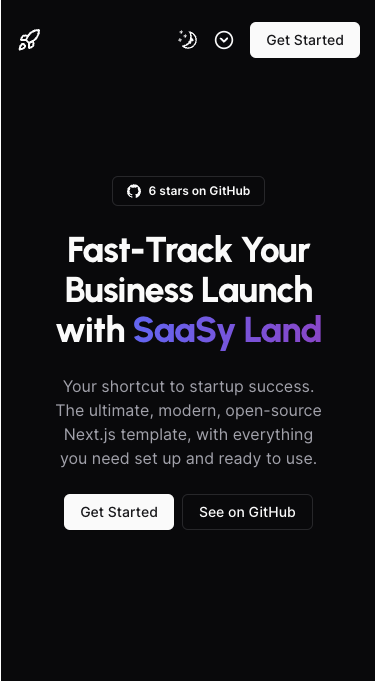 Get Started
6 stars on GitHub
Fast-Track Your
Business Launch
with SaaSy Land
Your shortcut to startup success.
The ultimate, modern, open-source
Next.js template, with everything
you need set up and ready to use.
Get Started
See on GitHub